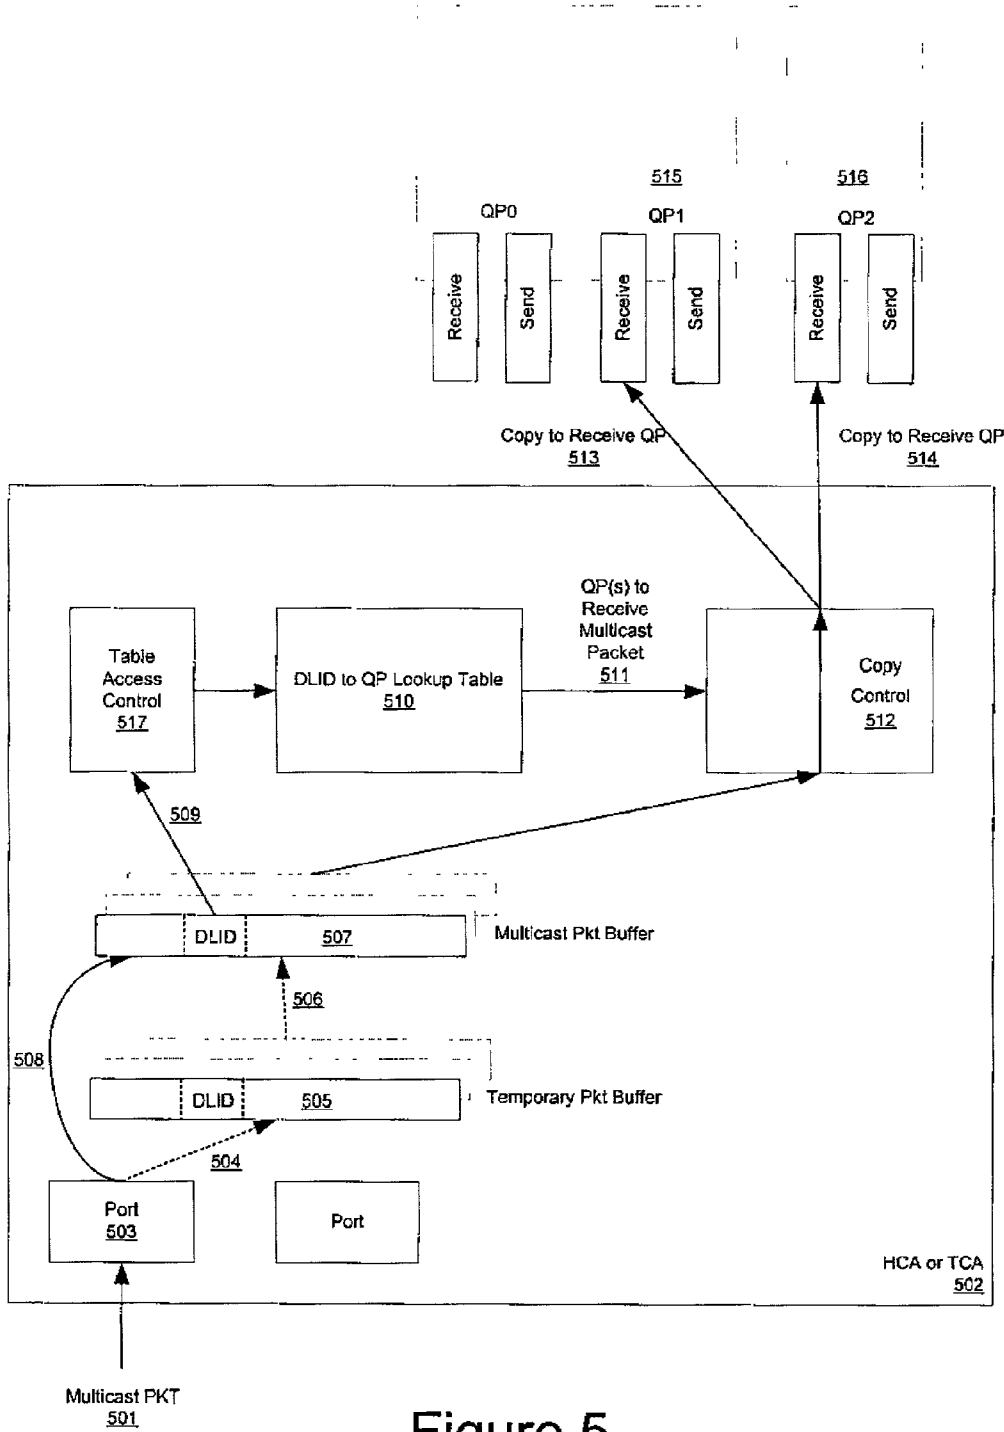 515
516
QP0
QP1
QP2
Receive
Send
Receive
Send
Receive
Send
Copy to Receive QP
513
Copy to Receive QP
514
QP(s) to
Receive
Multicast
Packet
511
Table
Access
Control
517
DLID to QP Lookup Table
510
Copy
Control
512
509
DLID
507
Multicast Pkt Buffer
506
508
DLID
505
Temporary Pkt Buffer
504
Port
503
Port
HCA or TCA
502
Multicast PKT
501
Figure 5